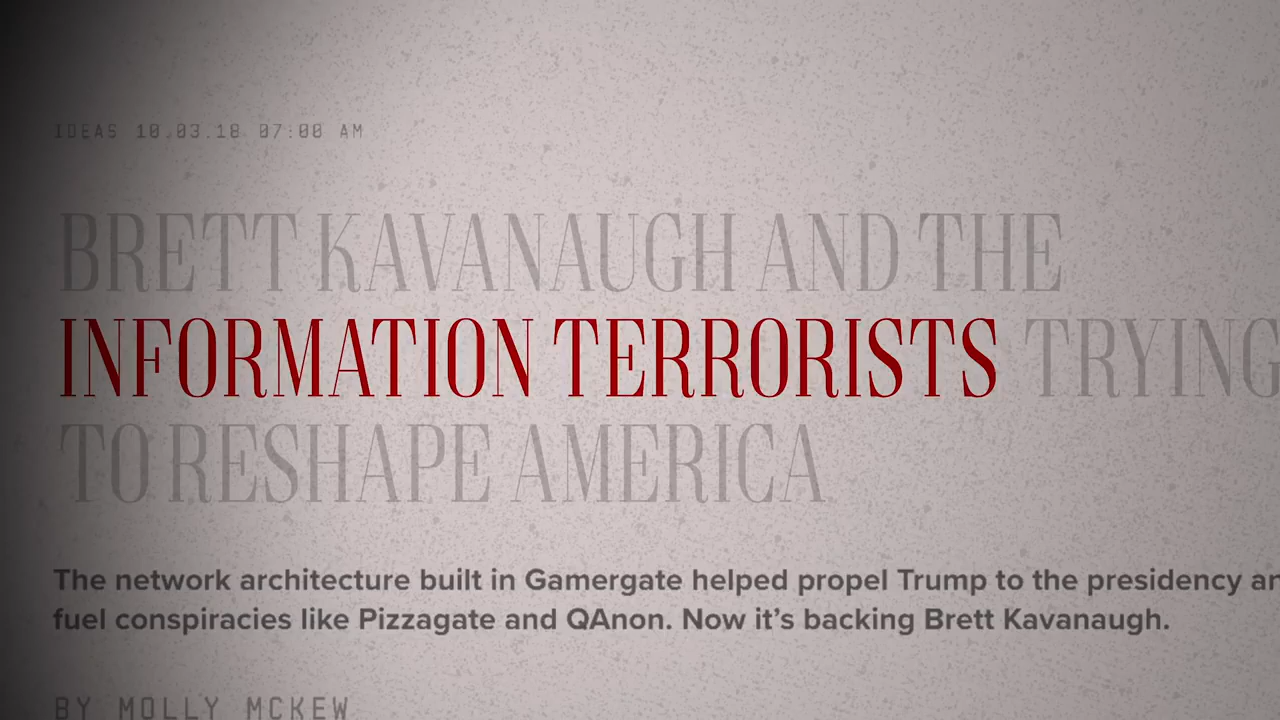 IDEAS 10.03.18 07:00 AM
BRETT KAVANAUGH AND THE
INFORMATION TERRORISTS TRYING
TO RESHAPE AMERICA
The network architecture built in Gamergate helped propel Trump to the presidency
fuel conspiracies like Pizzagate and QAnon. Now it’s backing Brett Kavanaugh.
BY MOLLY MCKEW